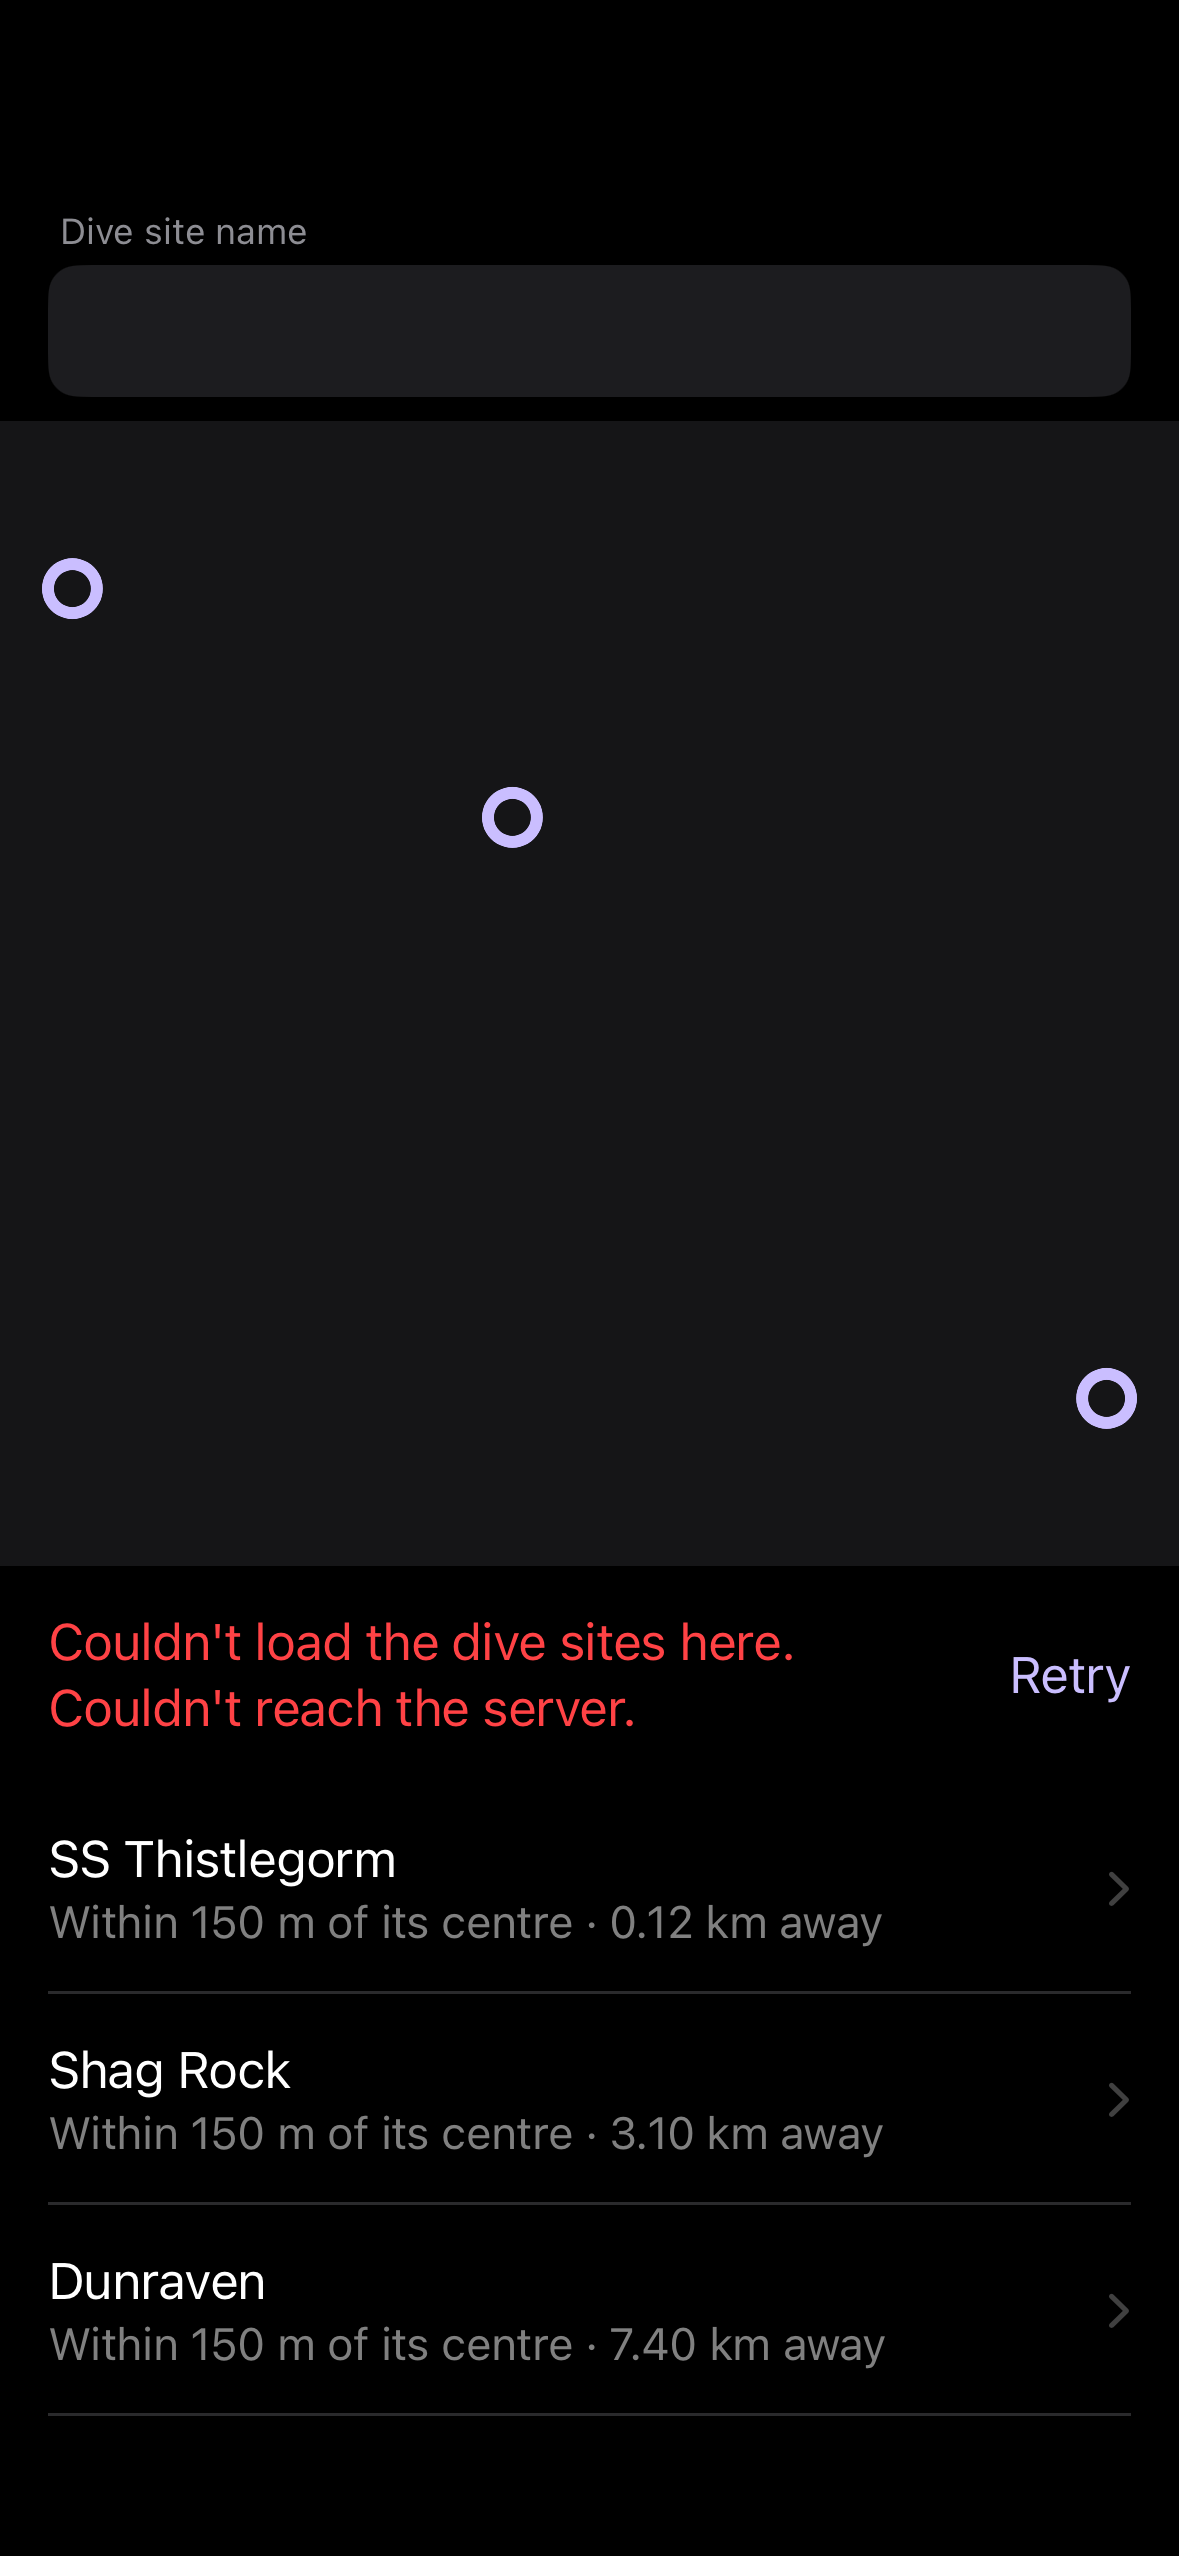 Dive site name
Couldn't load the dive sites here.
Couldn't reach the server.
Retry
SS Thistlegorm
Within 150 m of its centre · 0.12 km away
Shag Rock
Within 150 m of its centre · 3.10 km away
Dunraven
Within 150 m of its centre · 7.40 km away